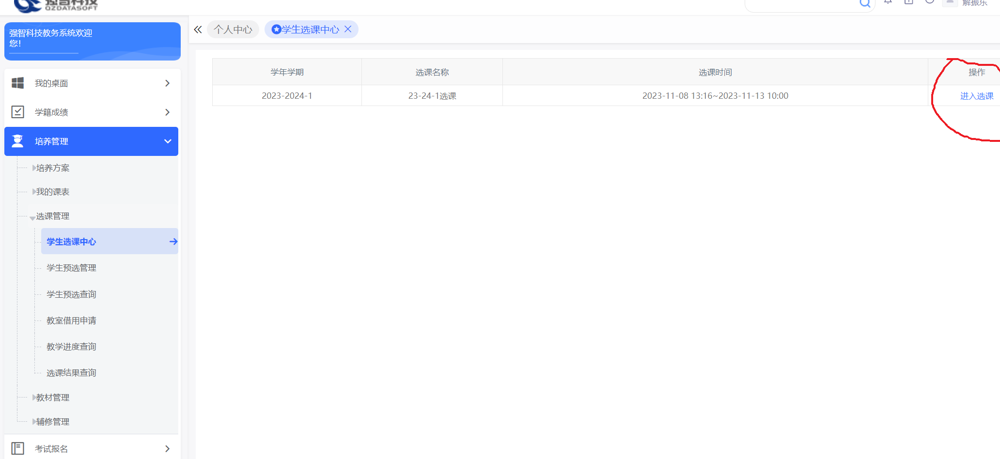 强智科技
QZDATASOFT
解振东
强智科技教务系统欢迎
您!
个人中心
学生选课中心
我的桌面
学籍成绩
培养管理
培养方案
我的课表
选课管理
学生选课中心
学生预选管理
学生预选查询
教室借用申请
教学进度查询
选课结果查询
教材管理
辅修管理
考试报名
学年学期 选课名称 选课时间 操作
2023-2024-1 23-24-1选课 2023-11-08 13:16~2023-11-13 10:00 进入选课